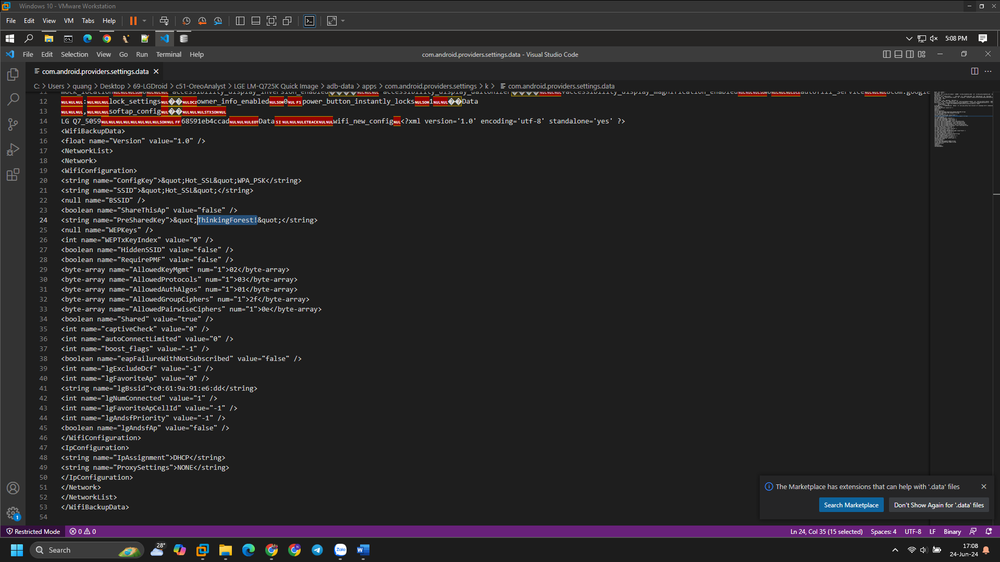 Windows 10 - VMware Workstation
File Edit View VM Tabs Help
5:08 PM
File Edit Selection View Go Run Terminal Help
com.android.providers.settings.data - Visual Studio Code
com.android.providers.settings.data
C: > Users > quang > Desktop > 69-LGDroid > c51-OreoAnalyst > LGE LM-Q725K Quick Image > adb-data > apps > com.android.providers.settings > k > com.android.providers.settings.data
12 lock_settings owner_info_enabled 0 power_button_instantly_locks 1 Data
13 , softap_config
LG Q7_5059 68591eb4ccad Data wifi_new_config <?xml version='1.0' encoding='utf-8' standalone='yes' ?>
15 <WifiBackupData>
16 <float name="Version" value="1.0" />
17 <NetworkList>
18 <Network>
19 <WifiConfiguration>
20 <string name="ConfigKey">&quot;Hot_SSL&quot;WPA_PSK</string>
21 <string name="SSID">&quot;Hot_SSL&quot;</string>
22 <null name="BSSID" />
23 <boolean name="ShareThisAp" value="false" />
24 <string name="PreSharedKey">&quot;ThinkingForest!&quot;</string>
25 <null name="WEPKeys" />
26 <int name="WEPTxKeyIndex" value="0" />
27 <boolean name="HiddenSSID" value="false" />
28 <boolean name="RequirePMF" value="false" />
29 <byte-array name="AllowedKeyMgmt" num="1">02</byte-array>
30 <byte-array name="AllowedProtocols" num="1">03</byte-array>
31 <byte-array name="AllowedAuthAlgos" num="1">01</byte-array>
32 <byte-array name="AllowedGroupCiphers" num="1">2f</byte-array>
33 <byte-array name="AllowedPairwiseCiphers" num="1">0e</byte-array>
34 <boolean name="Shared" value="true" />
35 <int name="captiveCheck" value="0" />
36 <int name="autoConnectLimited" value="0" />
37 <int name="boost_flags" value="-1" />
38 <boolean name="eapFailureWithNotSubscribed" value="false" />
39 <int name="lgExcludeDcf" value="-1" />
40 <int name="lgFavoriteAp" value="0" />
41 <string name="lgBssid">c0:61:9a:91:e6:dd</string>
42 <int name="lgNumConnected" value="1" />
43 <int name="lgFavoriteApCellId" value="-1" />
44 <int name="lgAndsfPriority" value="-1" />
45 <boolean name="lgAndsfAp" value="false" />
46 </WifiConfiguration>
47 <IpConfiguration>
48 <string name="IpAssignment">DHCP</string>
49 <string name="ProxySettings">NONE</string>
50 </IpConfiguration>
51 </Network>
52 </NetworkList>
53 </WifiBackupData>
54
The Marketplace has extensions that can help with '.data' files
Search Marketplace Don't Show Again for '.data' files
1
Restricted Mode 0 0 Ln 24, Col 35 (15 selected) Spaces: 4 UTF-8 LF Binary
Search 28° Zalo 17:08
24-Jun-24